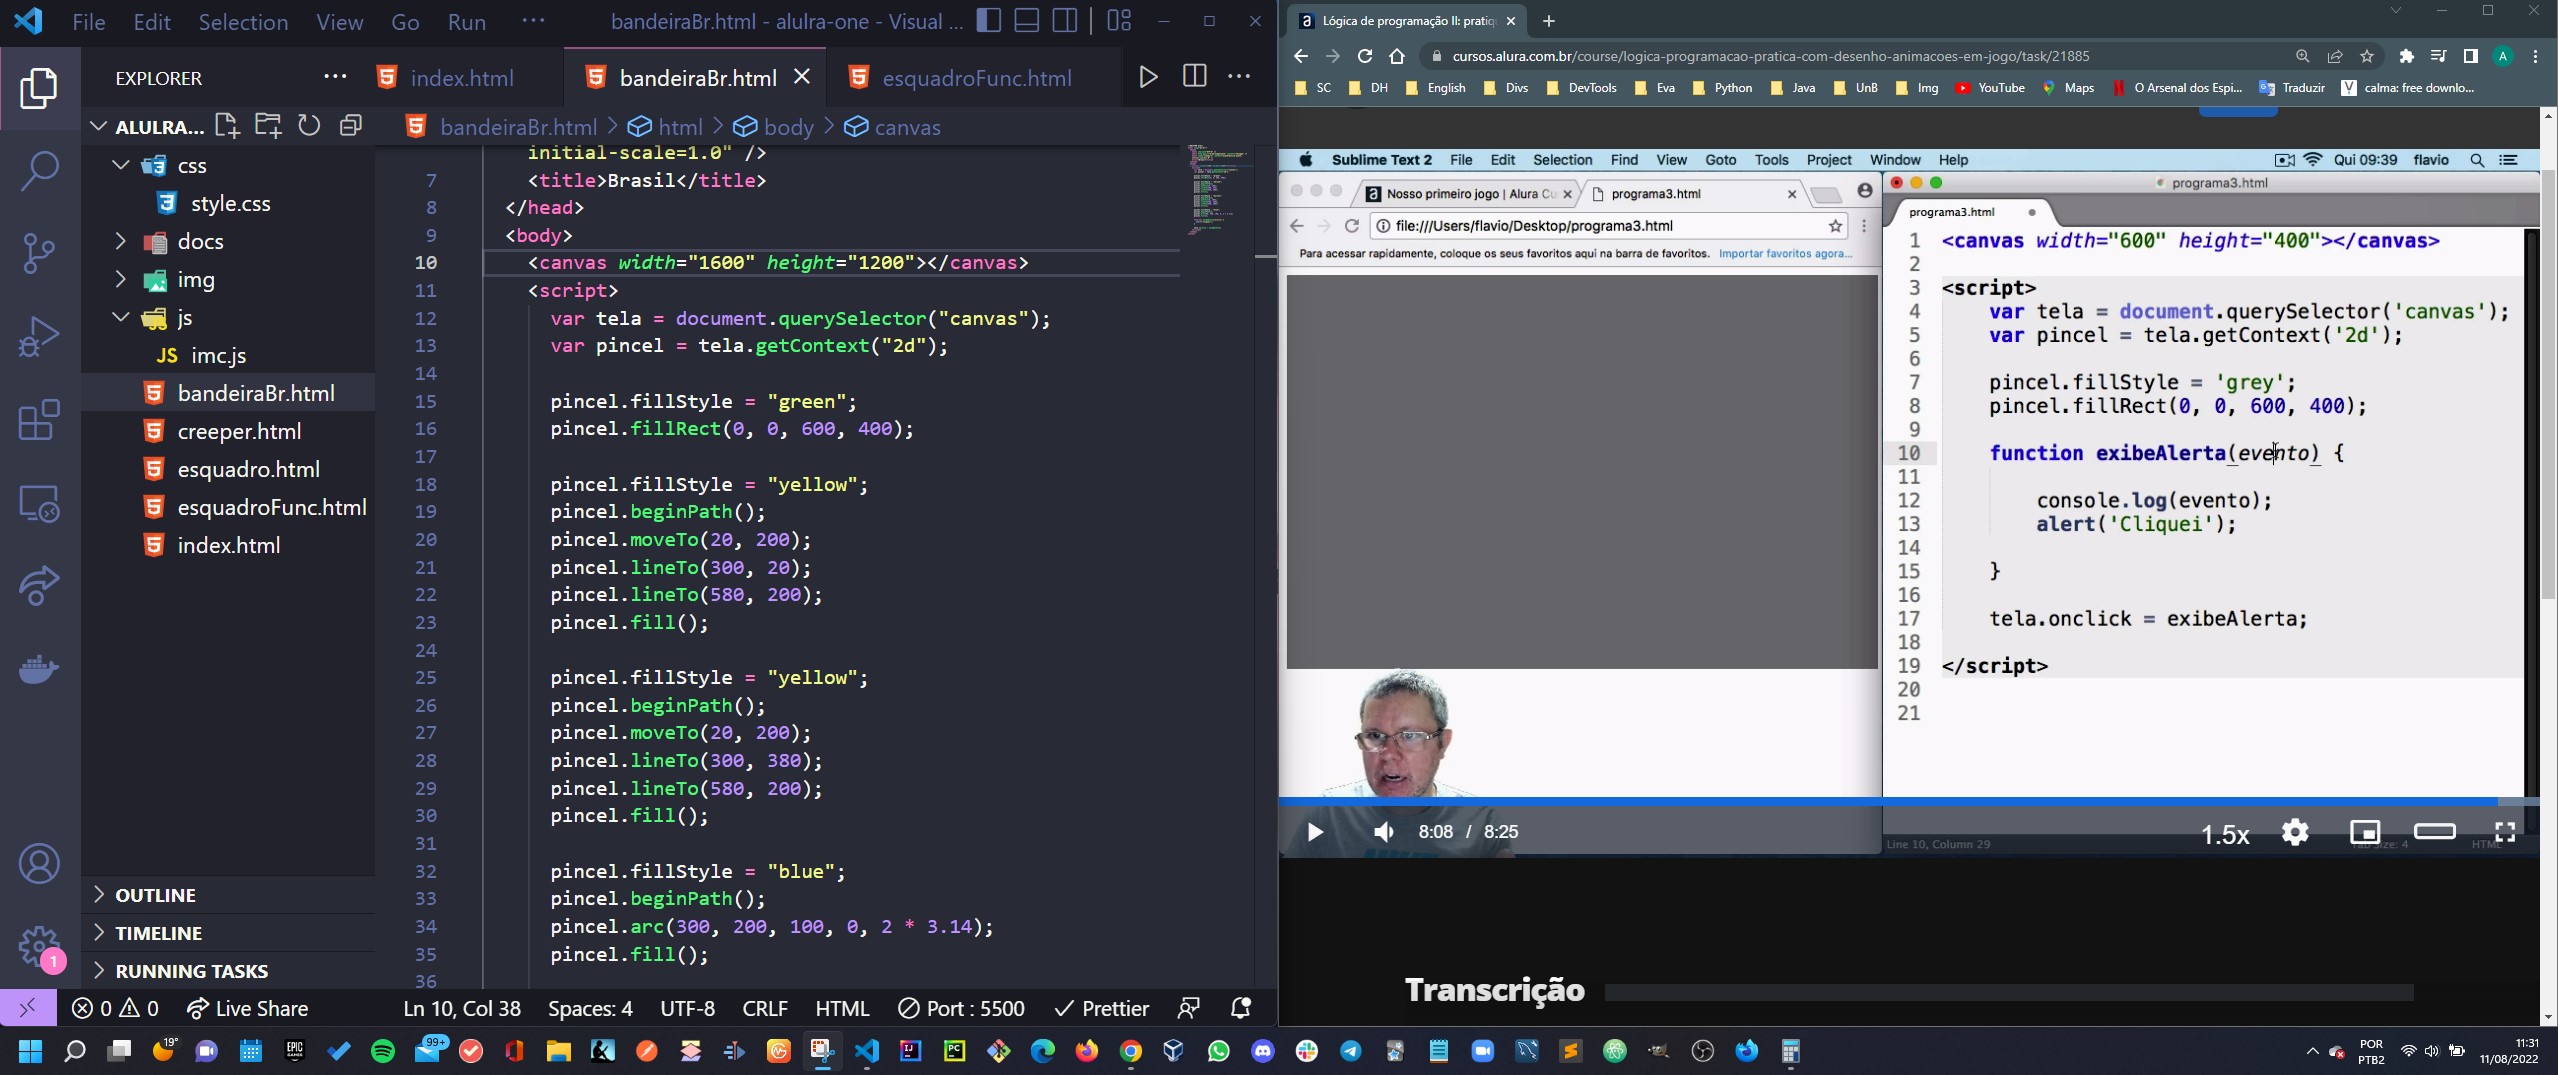 File Edit Selection View Go Run ···
bandeiraBr.html - alulra-one - Visual ...
EXPLORER ···
index.html
bandeiraBr.html
esquadroFunc.html
ALULRA...
bandeiraBr.html > html > body > canvas
css
style.css
docs
img
js
JS imc.js
bandeiraBr.html
creeper.html
esquadro.html
esquadroFunc.html
index.html
OUTLINE
TIMELINE
RUNNING TASKS
1
initial-scale=1.0" />
7 <title>Brasil</title>
8 </head>
9 <body>
10 <canvas width="1600" height="1200"></canvas>
11 <script>
12 var tela = document.querySelector("canvas");
13 var pincel = tela.getContext("2d");
14
15 pincel.fillStyle = "green";
16 pincel.fillRect(0, 0, 600, 400);
17
18 pincel.fillStyle = "yellow";
19 pincel.beginPath();
20 pincel.moveTo(20, 200);
21 pincel.lineTo(300, 20);
22 pincel.lineTo(580, 200);
23 pincel.fill();
24
25 pincel.fillStyle = "yellow";
26 pincel.beginPath();
27 pincel.moveTo(20, 200);
28 pincel.lineTo(300, 380);
29 pincel.lineTo(580, 200);
30 pincel.fill();
31
32 pincel.fillStyle = "blue";
33 pincel.beginPath();
34 pincel.arc(300, 200, 100, 0, 2 * 3.14);
35 pincel.fill();
36
0 0 Live Share Ln 10, Col 38 Spaces: 4 UTF-8 CRLF HTML Port : 5500 Prettier
a Lógica de programação II: pratiq
cursos.alura.com.br/course/logica-programacao-pratica-com-desenho-animacoes-em-jogo/task/21885
A
SC DH English Divs DevTools Eva Python Java UnB Img YouTube Maps O Arsenal dos Espi... Traduzir calma: free downlo...
Sublime Text 2 File Edit Selection Find View Goto Tools Project Window Help Qui 09:39 flavio
a Nosso primeiro jogo | Alura Cu
programa3.html
file:///Users/flavio/Desktop/programa3.html
Para acessar rapidamente, coloque os seus favoritos aqui na barra de favoritos. Importar favoritos agora...
programa3.html
programa3.html
1 <canvas width="600" height="400"></canvas>
2
3 <script>
4 var tela = document.querySelector('canvas');
5 var pincel = tela.getContext('2d');
6
7 pincel.fillStyle = 'grey';
8 pincel.fillRect(0, 0, 600, 400);
9
10 function exibeAlerta(evento) {
11
12 console.log(evento);
13 alert('Cliquei');
14
15 }
16
17 tela.onclick = exibeAlerta;
18
19 </script>
20
21
8:08 / 8:25
1.5x
Line 10, Column 29
HTML
Transcrição
19°
EPIC GAMES
99+
PC
POR
PTB2
11:31
11/08/2022